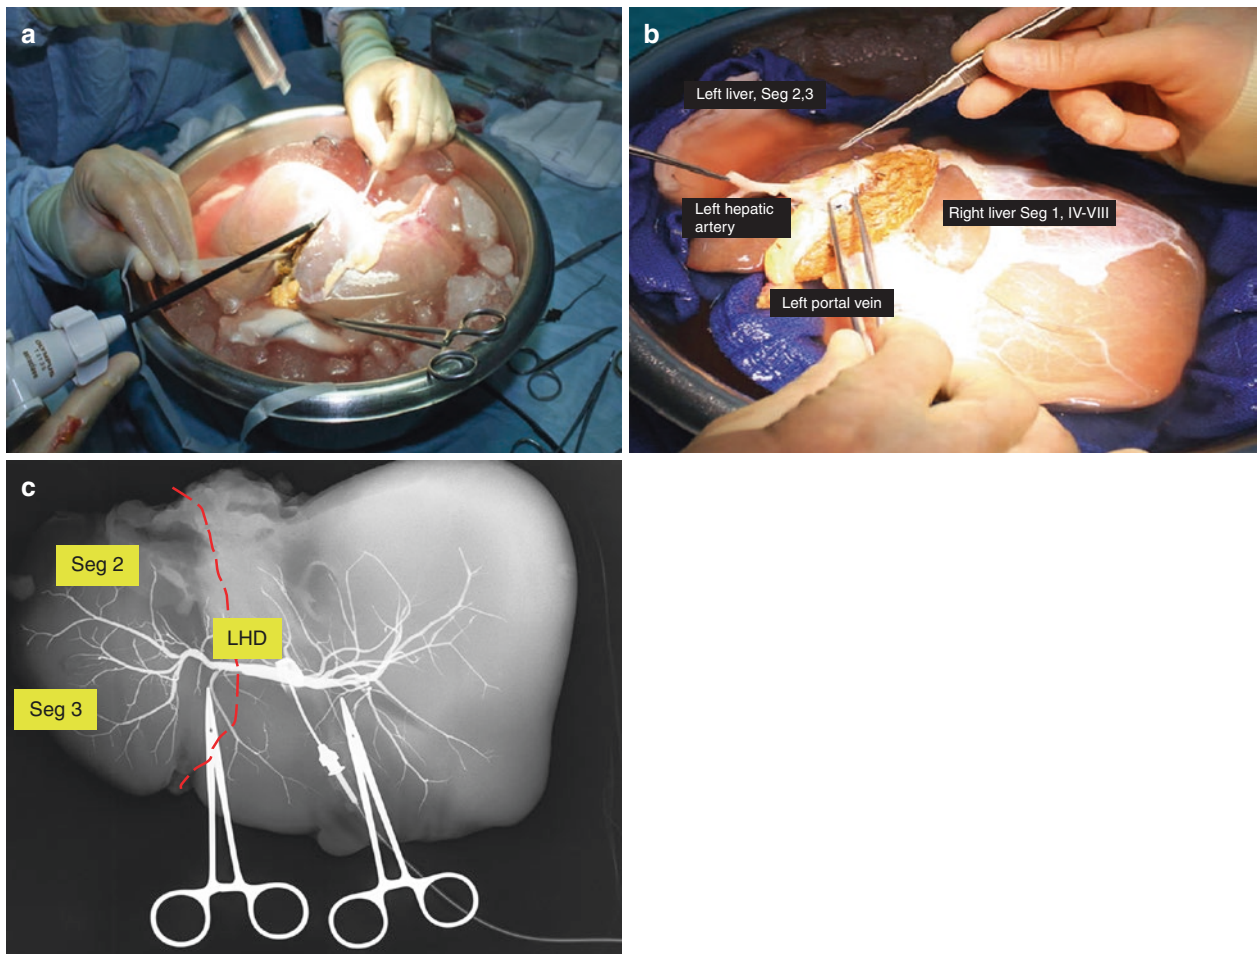 a
b
Left liver, Seg 2,3
Left hepatic
artery
Right liver Seg 1, IV-VIII
Left portal vein
c
Seg 2
LHD
Seg 3